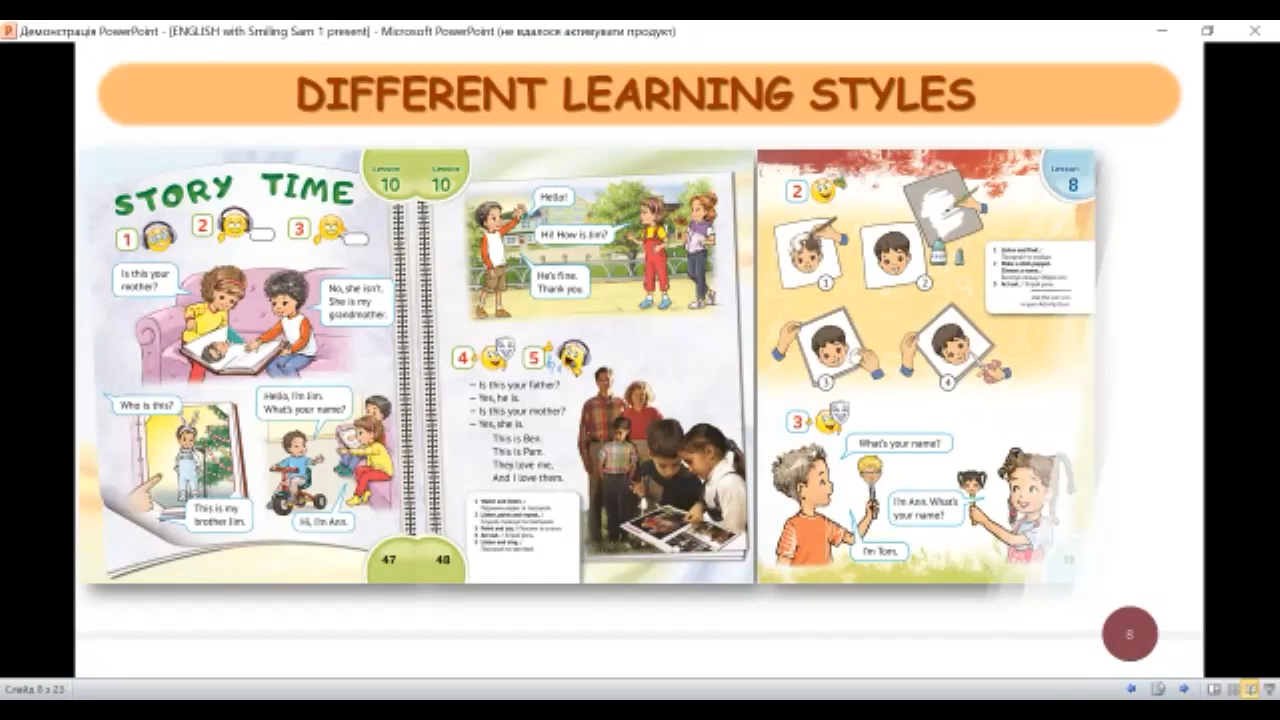 Демонстрація PowerPoint - [ENGLISH with Smiling Sam 1 present] - Microsoft PowerPoint (не вдалося активувати продукт)
DIFFERENT LEARNING STYLES
STORY TIME
Lesson
10
Lesson
10
1
2
3
Is this your
mother?
No, she isn't.
She is my
grandmother.
Who is this?
This is my
brother Jim.
Hello, I'm Jim.
What's your name?
Hi, I'm Ann.
47
48
Hello!
Hi! How is Jim?
He's fine.
Thank you.
4
5
– Is this your father?
– Yes, he is.
– Is this your mother?
– Yes, she is.
This is Ben.
This is Pam.
They love me,
And I love them.
Lesson
8
2
1
2
3
4
3
What's your name?
I'm Ann. What's
your name?
I'm Tom.
19
8
Слайд 8 з 23